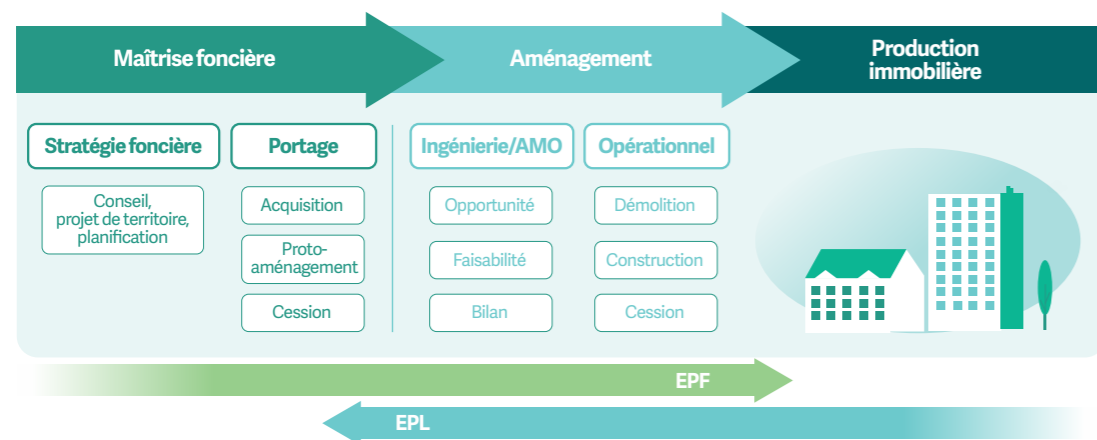 Maîtrise foncière
Aménagement
Production
immobilière
Stratégie foncière
Portage
Ingénierie/AMO
Opérationnel
Conseil,
projet de territoire,
planification
Acquisition
Proto-
aménagement
Cession
Opportunité
Faisabilité
Bilan
Démolition
Construction
Cession
EPF
EPL